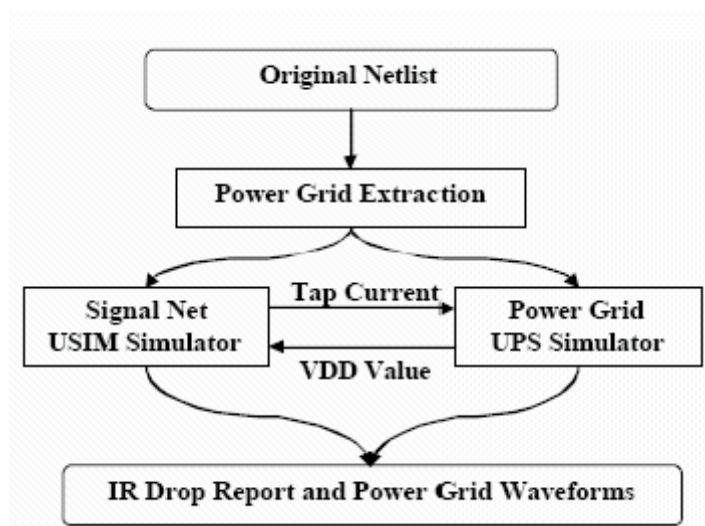 Original Netlist
Power Grid Extraction
Signal Net
USIM Simulator
Tap Current
VDD Value
Power Grid
UPS Simulator
IR Drop Report and Power Grid Waveforms